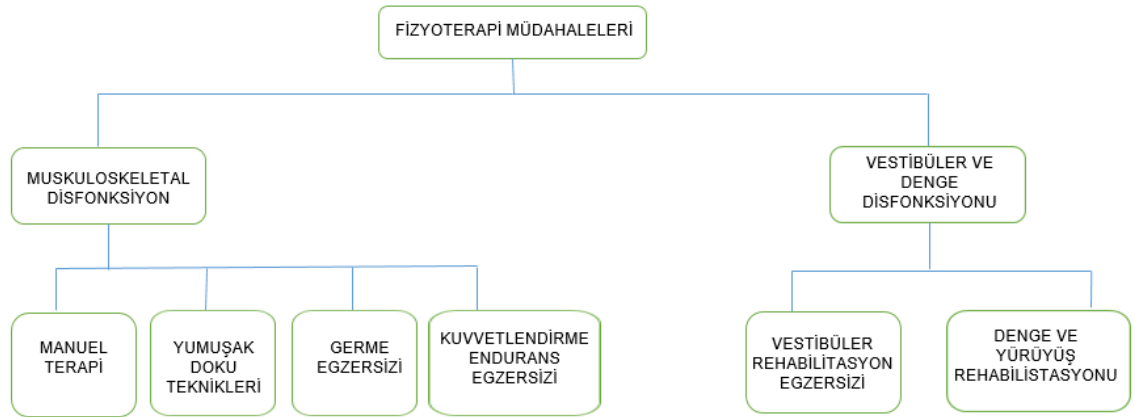 FİZYOTERAPİ MÜDAHALELERİ
MUSKULOSKELETAL
DİSFONKSİYON
VESTİBÜLER VE
DENGE
DİSFONKSİYONU
MANUEL
TERAPİ
YUMUŞAK
DOKU
TEKNİKLERİ
GERME
EGZERSİZİ
KUVVETLENDİRME
ENDURANS
EGZERSİZİ
VESTİBÜLER
REHABİLİTASYON
EGZERSİZİ
DENGE VE
YÜRÜYÜŞ
REHABİLİSTASYONU